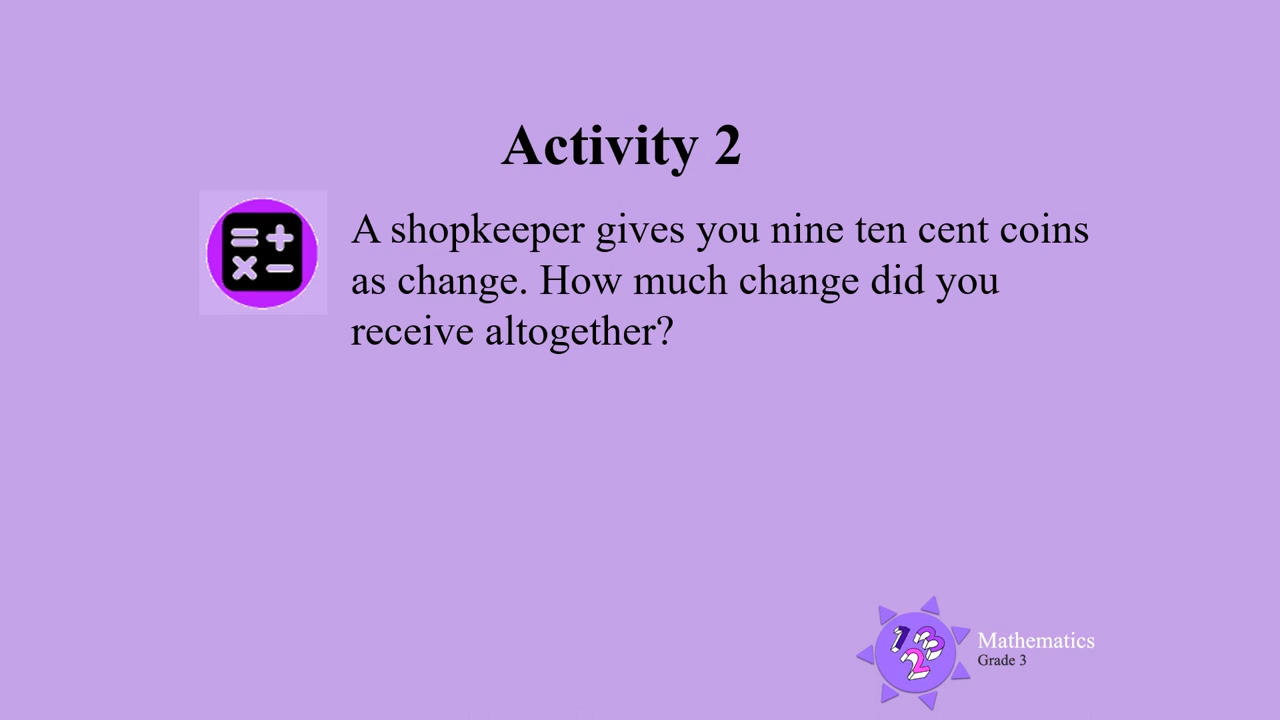 Activity 2
A shopkeeper gives you nine ten cent coins
as change. How much change did you
receive altogether?
123
Mathematics
Grade 3